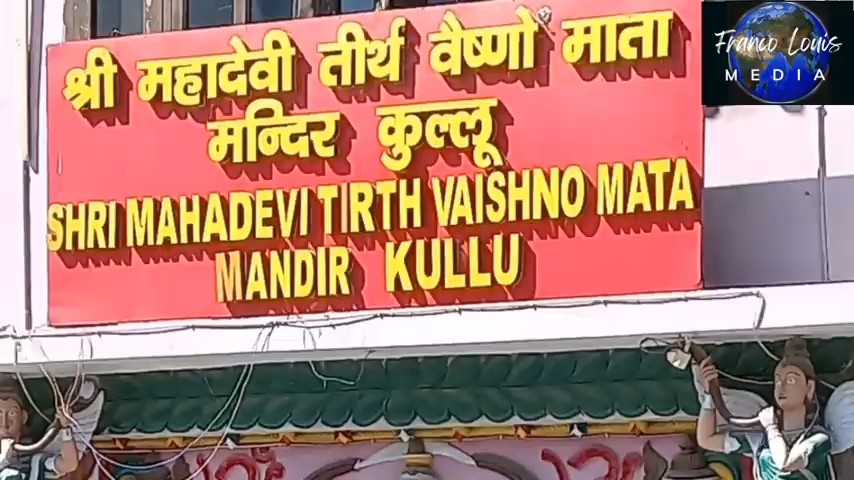 श्री महादेवी तीर्थ वैष्णो माता
मन्दिर कुल्लू
SHRI MAHADEVI TIRTH VAISHNO MATA
MANDIR KULLU
Franco Louis
MEDIA